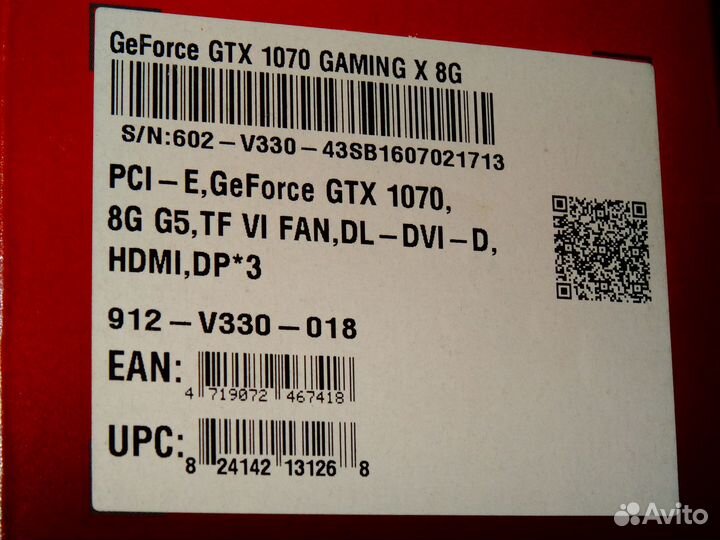 GeForce GTX 1070 GAMING X 8G
S/N:602-V330-43SB1607021713
PCI-E,GeForce GTX 1070,
8G G5,TF VI FAN,DL-DVI-D,
HDMI,DP*3
912-V330-018
EAN:
4 719072 467418
UPC:
8 24142 13126 8
Avito